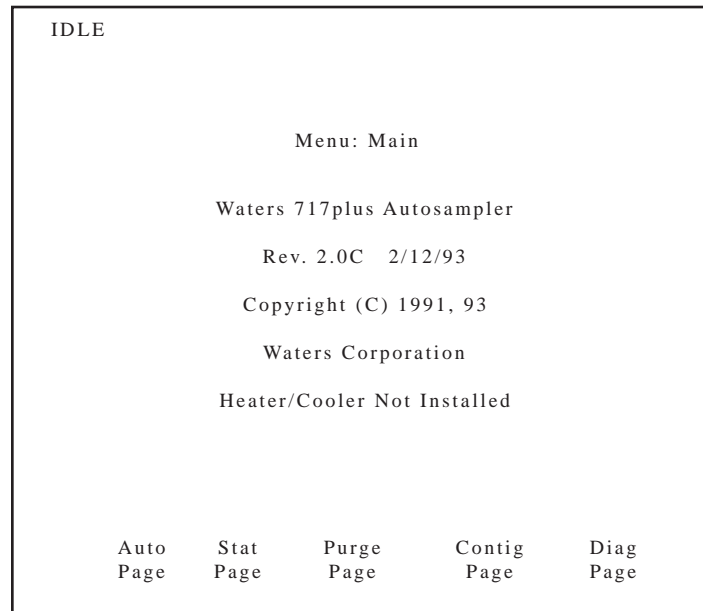 IDLE
Menu: Main
Waters 717plus Autosampler
Rev. 2.0C 2/12/93
Copyright (C) 1991, 93
Waters Corporation
Heater/Cooler Not Installed
Auto Stat Purge Contig Diag
Page Page Page Page Page